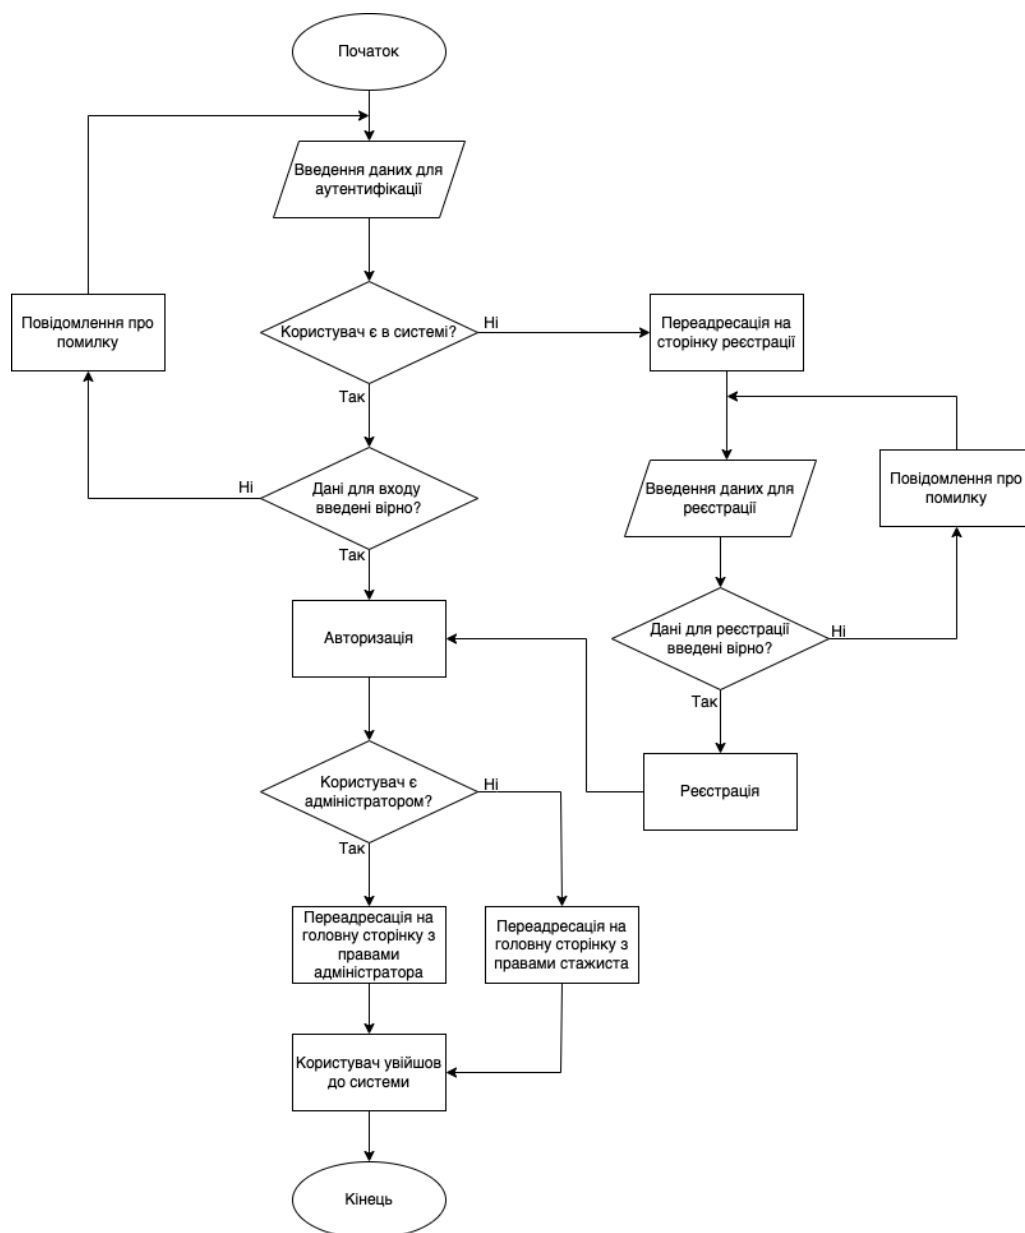 Початок
Введення даних для
аутентифікації
Повідомлення про
помилку
Користувач є в системі?
Ні
Переадресація на
сторінку реєстрації
Так
Ні
Дані для входу
введені вірно?
Введення даних для
реєстрації
Повідомлення про
помилку
Так
Авторизація
Дані для реєстрації
введені вірно?
Ні
Так
Користувач є
адміністратором?
Ні
Реєстрація
Так
Переадресація на
головну сторінку з
правами
адміністратора
Переадресація на
головну сторінку з
правами стажиста
Користувач увійшов
до системи
Кінець